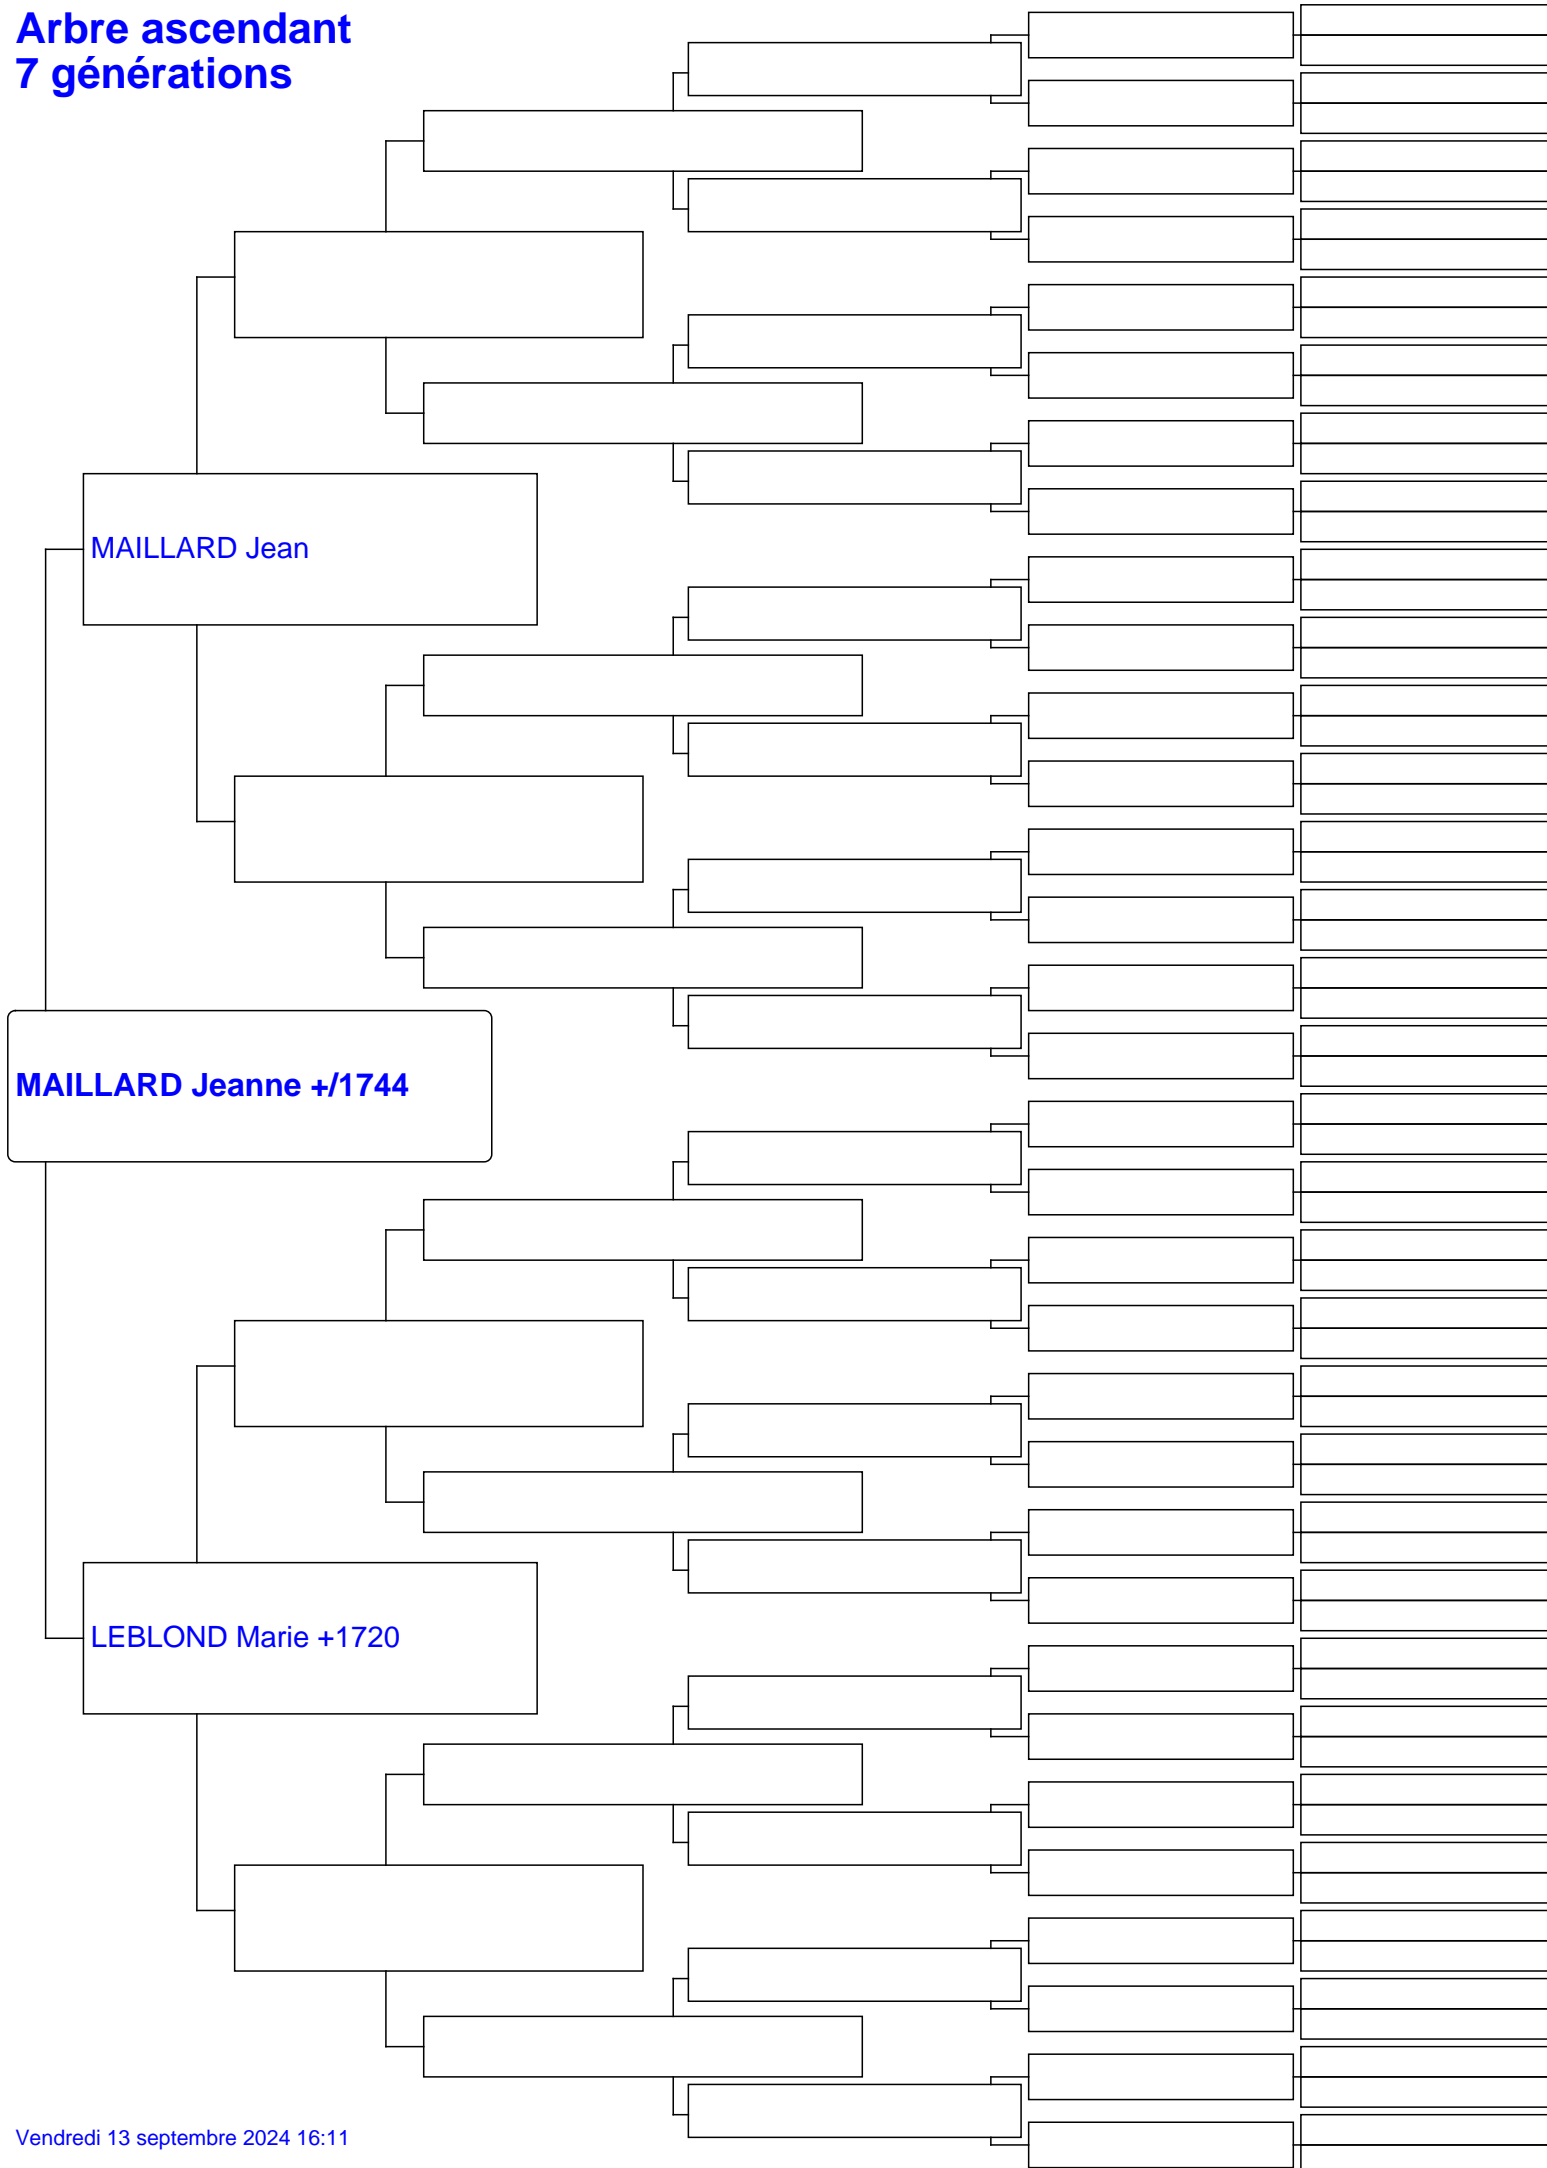 Arbre ascendant
7 générations
MAILLARD Jean
MAILLARD Jeanne +/1744
LEBLOND Marie +1720
Vendredi 13 septembre 2024 16:11